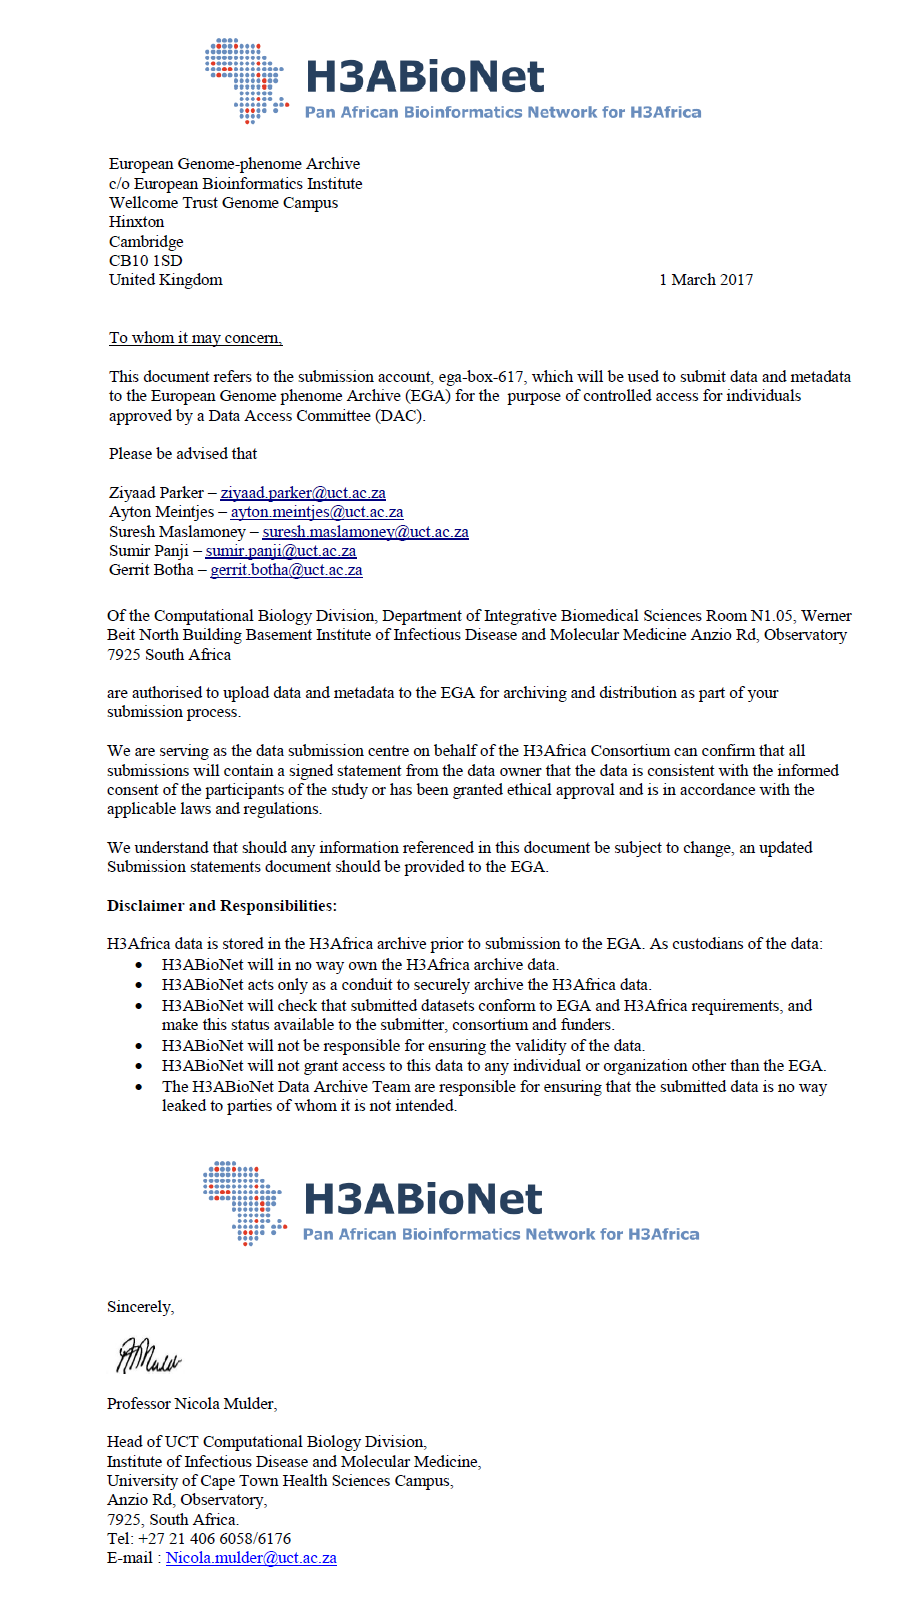 H3ABioNet
Pan African Bioinformatics Network for H3Africa
European Genome-phenome Archive
c/o European Bioinformatics Institute
Wellcome Trust Genome Campus
Hinxton
Cambridge
CB10 1SD
United Kingdom 1 March 2017
To whom it may concern,
This document refers to the submission account, ega-box-617, which will be used to submit data and metadata
to the European Genome phenome Archive (EGA) for the  purpose of controlled access for individuals
approved by a Data Access Committee (DAC).
Please be advised that
Ziyaad Parker – ziyaad.parker@uct.ac.za
Ayton Meintjes – ayton.meintjes@uct.ac.za
Suresh Maslamoney – suresh.maslamoney@uct.ac.za
Sumir Panji – sumir.panji@uct.ac.za
Gerrit Botha – gerrit.botha@uct.ac.za
Of the Computational Biology Division, Department of Integrative Biomedical Sciences Room N1.05, Werner
Beit North Building Basement Institute of Infectious Disease and Molecular Medicine Anzio Rd, Observatory
7925 South Africa
are authorised to upload data and metadata to the EGA for archiving and distribution as part of your
submission process.
We are serving as the data submission centre on behalf of the H3Africa Consortium can confirm that all
submissions will contain a signed statement from the data owner that the data is consistent with the informed
consent of the participants of the study or has been granted ethical approval and is in accordance with the
applicable laws and regulations.
We understand that should any information referenced in this document be subject to change, an updated
Submission statements document should be provided to the EGA.
Disclaimer and Responsibilities:
H3Africa data is stored in the H3Africa archive prior to submission to the EGA. As custodians of the data:
• H3ABioNet will in no way own the H3Africa archive data.
• H3ABioNet acts only as a conduit to securely archive the H3Africa data.
• H3ABioNet will check that submitted datasets conform to EGA and H3Africa requirements, and
make this status available to the submitter, consortium and funders.
• H3ABioNet will not be responsible for ensuring the validity of the data.
• H3ABioNet will not grant access to this data to any individual or organization other than the EGA.
• The H3ABioNet Data Archive Team are responsible for ensuring that the submitted data is no way
leaked to parties of whom it is not intended.
H3ABioNet
Pan African Bioinformatics Network for H3Africa
Sincerely,
Professor Nicola Mulder,
Head of UCT Computational Biology Division,
Institute of Infectious Disease and Molecular Medicine,
University of Cape Town Health Sciences Campus,
Anzio Rd, Observatory,
7925, South Africa.
Tel: +27 21 406 6058/6176
E-mail : Nicola.mulder@uct.ac.za